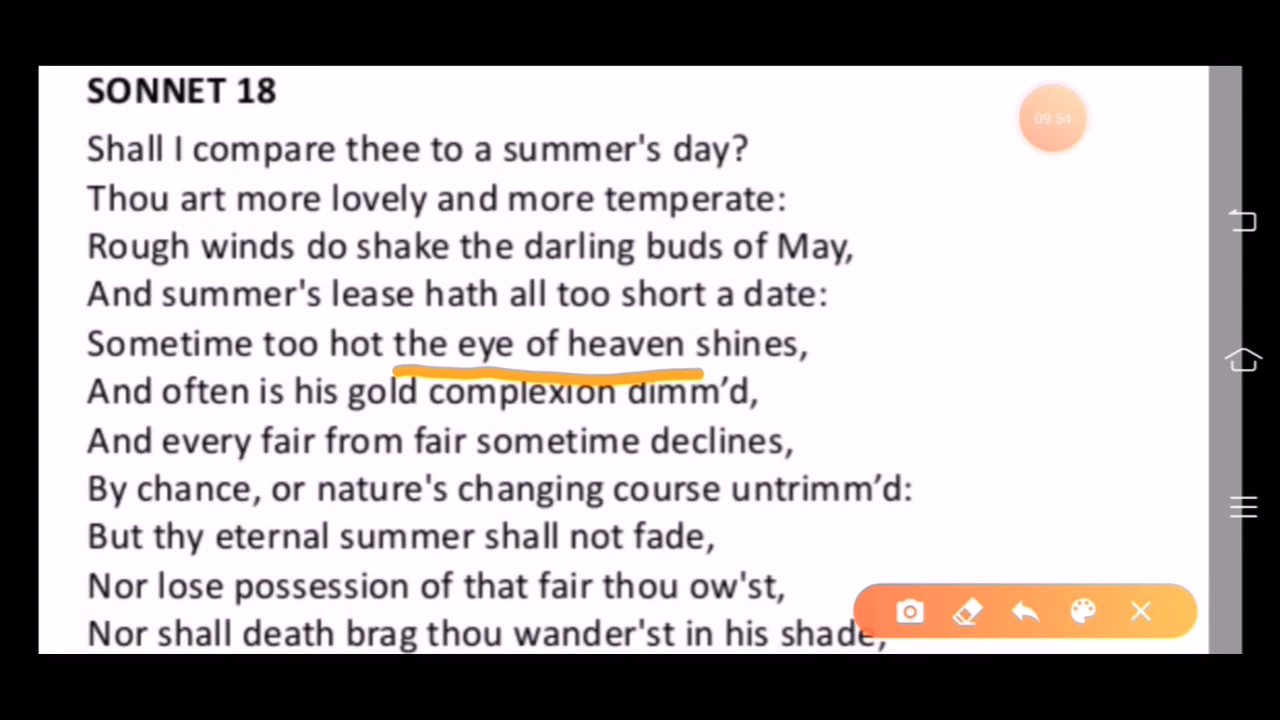 SONNET 18
09:54
Shall I compare thee to a summer's day?
Thou art more lovely and more temperate:
Rough winds do shake the darling buds of May,
And summer's lease hath all too short a date:
Sometime too hot the eye of heaven shines,
And often is his gold complexion dimm’d,
And every fair from fair sometime declines,
By chance, or nature's changing course untrimm’d:
But thy eternal summer shall not fade,
Nor lose possession of that fair thou ow'st,
Nor shall death brag thou wander'st in his shade,